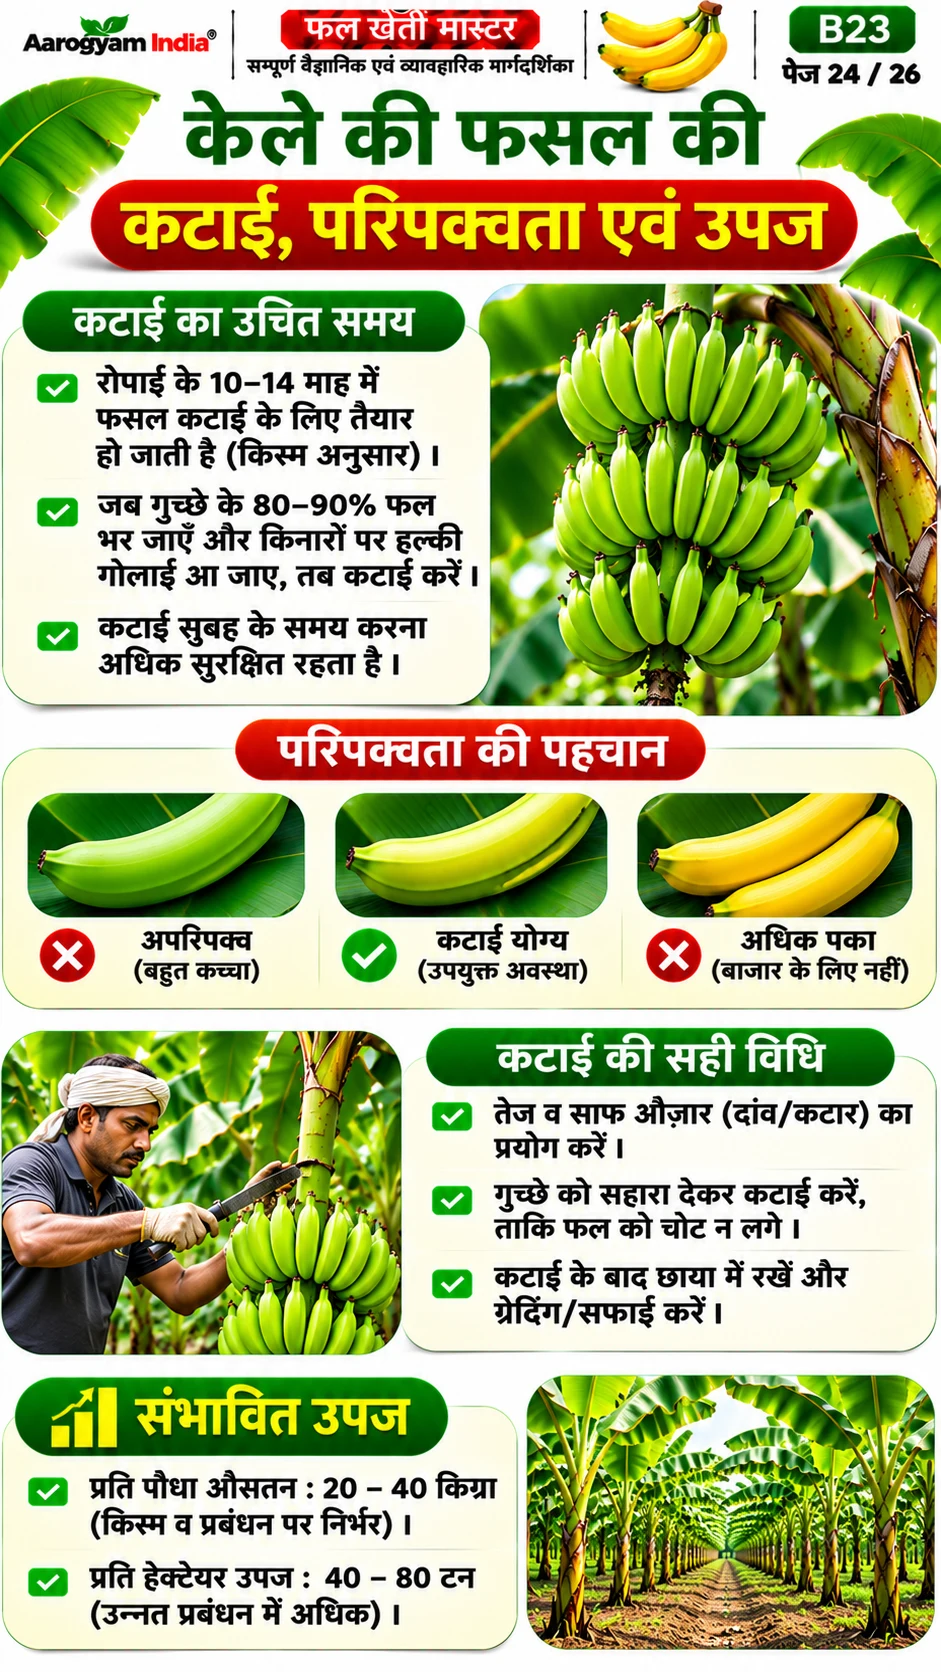 Aarogyam India®
फल खेती मास्टर
सम्पूर्ण वैज्ञानिक एवं व्यावहारिक मार्गदर्शिका
B23
पेज 24 / 26
केले की फसल की
कटाई, परिपक्वता एवं उपज
कटाई का उचित समय
रोपाई के 10–14 माह में
फसल कटाई के लिए तैयार
हो जाती है (किस्म अनुसार) ।
जब गुच्छे के 80–90% फल
भर जाएँ और किनारों पर हल्की
गोलाई आ जाए, तब कटाई करें ।
कटाई सुबह के समय करना
अधिक सुरक्षित रहता है ।
परिपक्वता की पहचान
अपरिपक्व
(बहुत कच्चा)
कटाई योग्य
(उपयुक्त अवस्था)
अधिक पका
(बाजार के लिए नहीं)
कटाई की सही विधि
तेज व साफ औज़ार (दांव/कटार) का
प्रयोग करें ।
गुच्छे को सहारा देकर कटाई करें,
ताकि फल को चोट न लगे ।
कटाई के बाद छाया में रखें और
ग्रेदिंग/सफाई करें ।
संभावित उपज
प्रति पौधा औसतन : 20 – 40 किग्रा
(किस्म व प्रबंधन पर निर्भर) ।
प्रति हेक्टेयर उपज : 40 – 80 टन
(उन्नत प्रबंधन में अधिक) ।